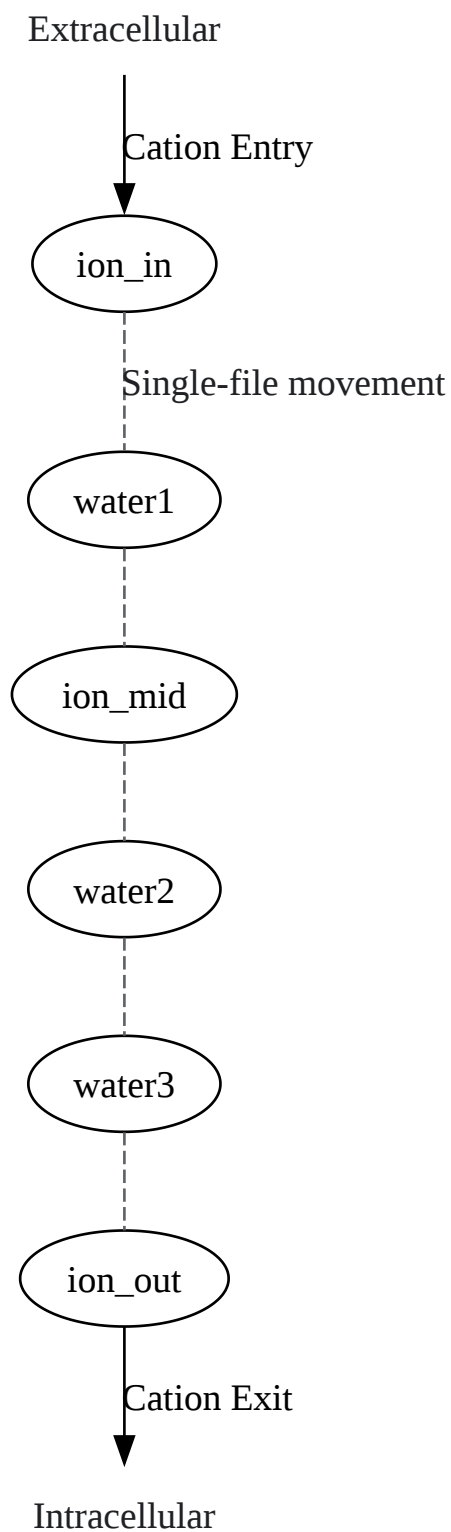 Extracellular
Cation Entry
ion_in
Single-file movement
water1
ion_mid
water2
water3
ion_out
Cation Exit
Intracellular